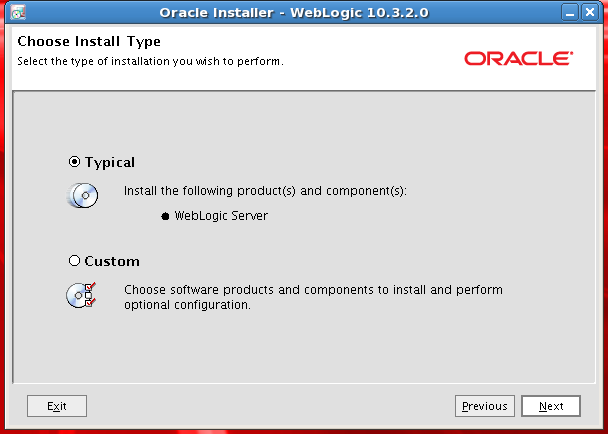 Oracle Installer - WebLogic 10.3.2.0
Choose Install Type
Select the type of installation you wish to perform.
ORACLE
Typical
Install the following product(s) and component(s):
● WebLogic Server
Custom
Choose software products and components to install and perform
optional configuration.
Exit
Previous
Next